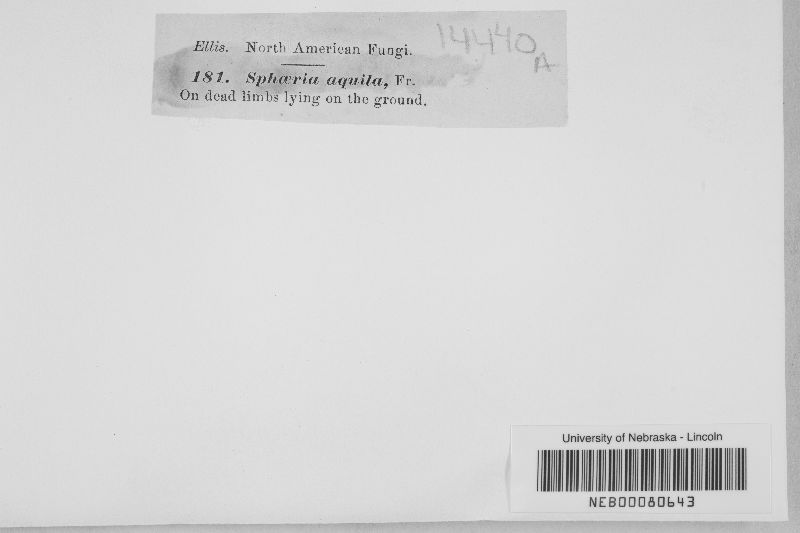 Ellis. North American Fungi.
14440
A
181. Sphæria aquila, Fr.
On dead limbs lying on the ground.
University of Nebraska - Lincoln
NEB00080643